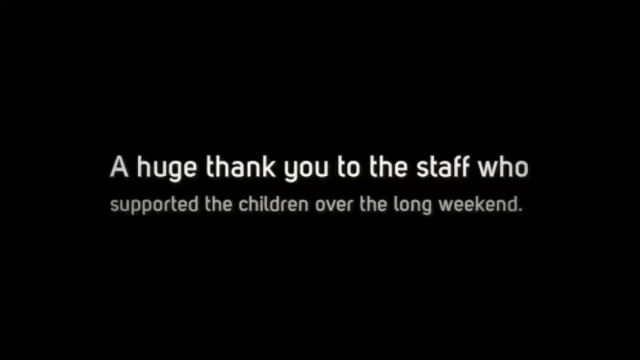 A huge thank you to the staff who
supported the children over the long weekend.